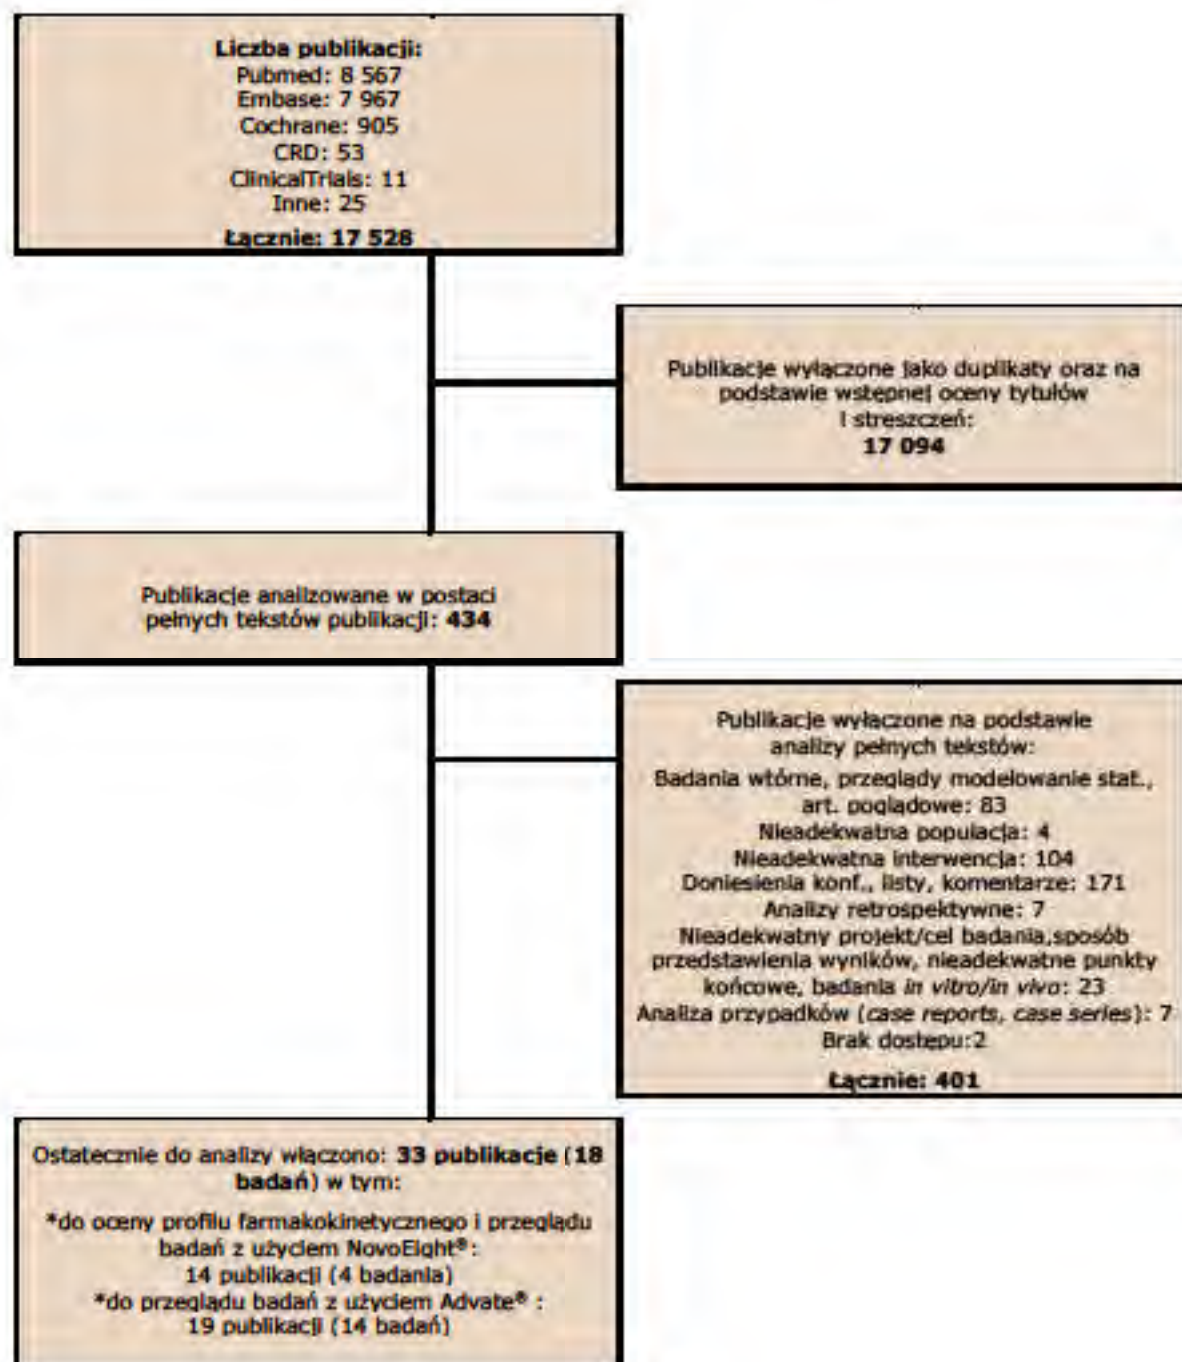 Liczba publikacji:
Pubmed: 8 567
Embase: 7 967
Cochrane: 905
CRD: 53
ClinicalTrials: 11
Inne: 25
Łącznie: 17 528
Publikacje wyłączone jako duplikaty oraz na
podstawie wstępnej oceny tytułów
i streszczeń:
17 094
Publikacje analizowane w postaci
pełnych tekstów publikacji: 434
Publikacje wyłączone na podstawie
analizy pełnych tekstów:
Badania wtórne, przeglądy modelowanie stat.,
art. poglądowe: 83
Nieadekwatna populacja: 4
Nieadekwatna interwencja: 104
Doniesienia konf., listy, komentarze: 171
Analizy retrospektywne: 7
Nieadekwatny projekt/cel badania,sposób
przedstawienia wyników, nieadekwatne punkty
końcowe, badania in vitro/in vivo: 23
Analiza przypadków (case reports, case series): 7
Brak dostępu:2
Łącznie: 401
Ostatecznie do analizy włączono: 33 publikacje (18
badań) w tym:
*do oceny profilu farmakokinetycznego i przeglądu
badań z użyciem NovoEight®:
14 publikacji (4 badania)
*do przeglądu badań z użyciem Advate® :
19 publikacji (14 badań)